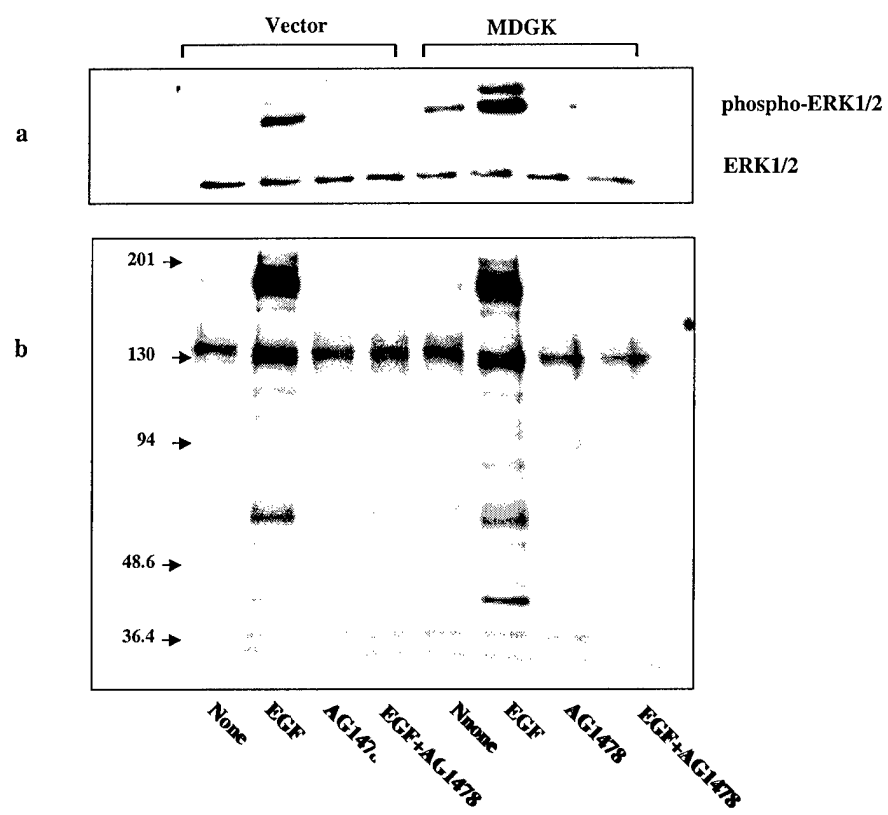 Vector
MDGK
a
phospho-ERK1/2
ERK1/2
b
201
130
94
48.6
36.4
None
EGF
AG1478
EGF+AG1478
Nnone
EGF
AG1478
EGF+AG1478